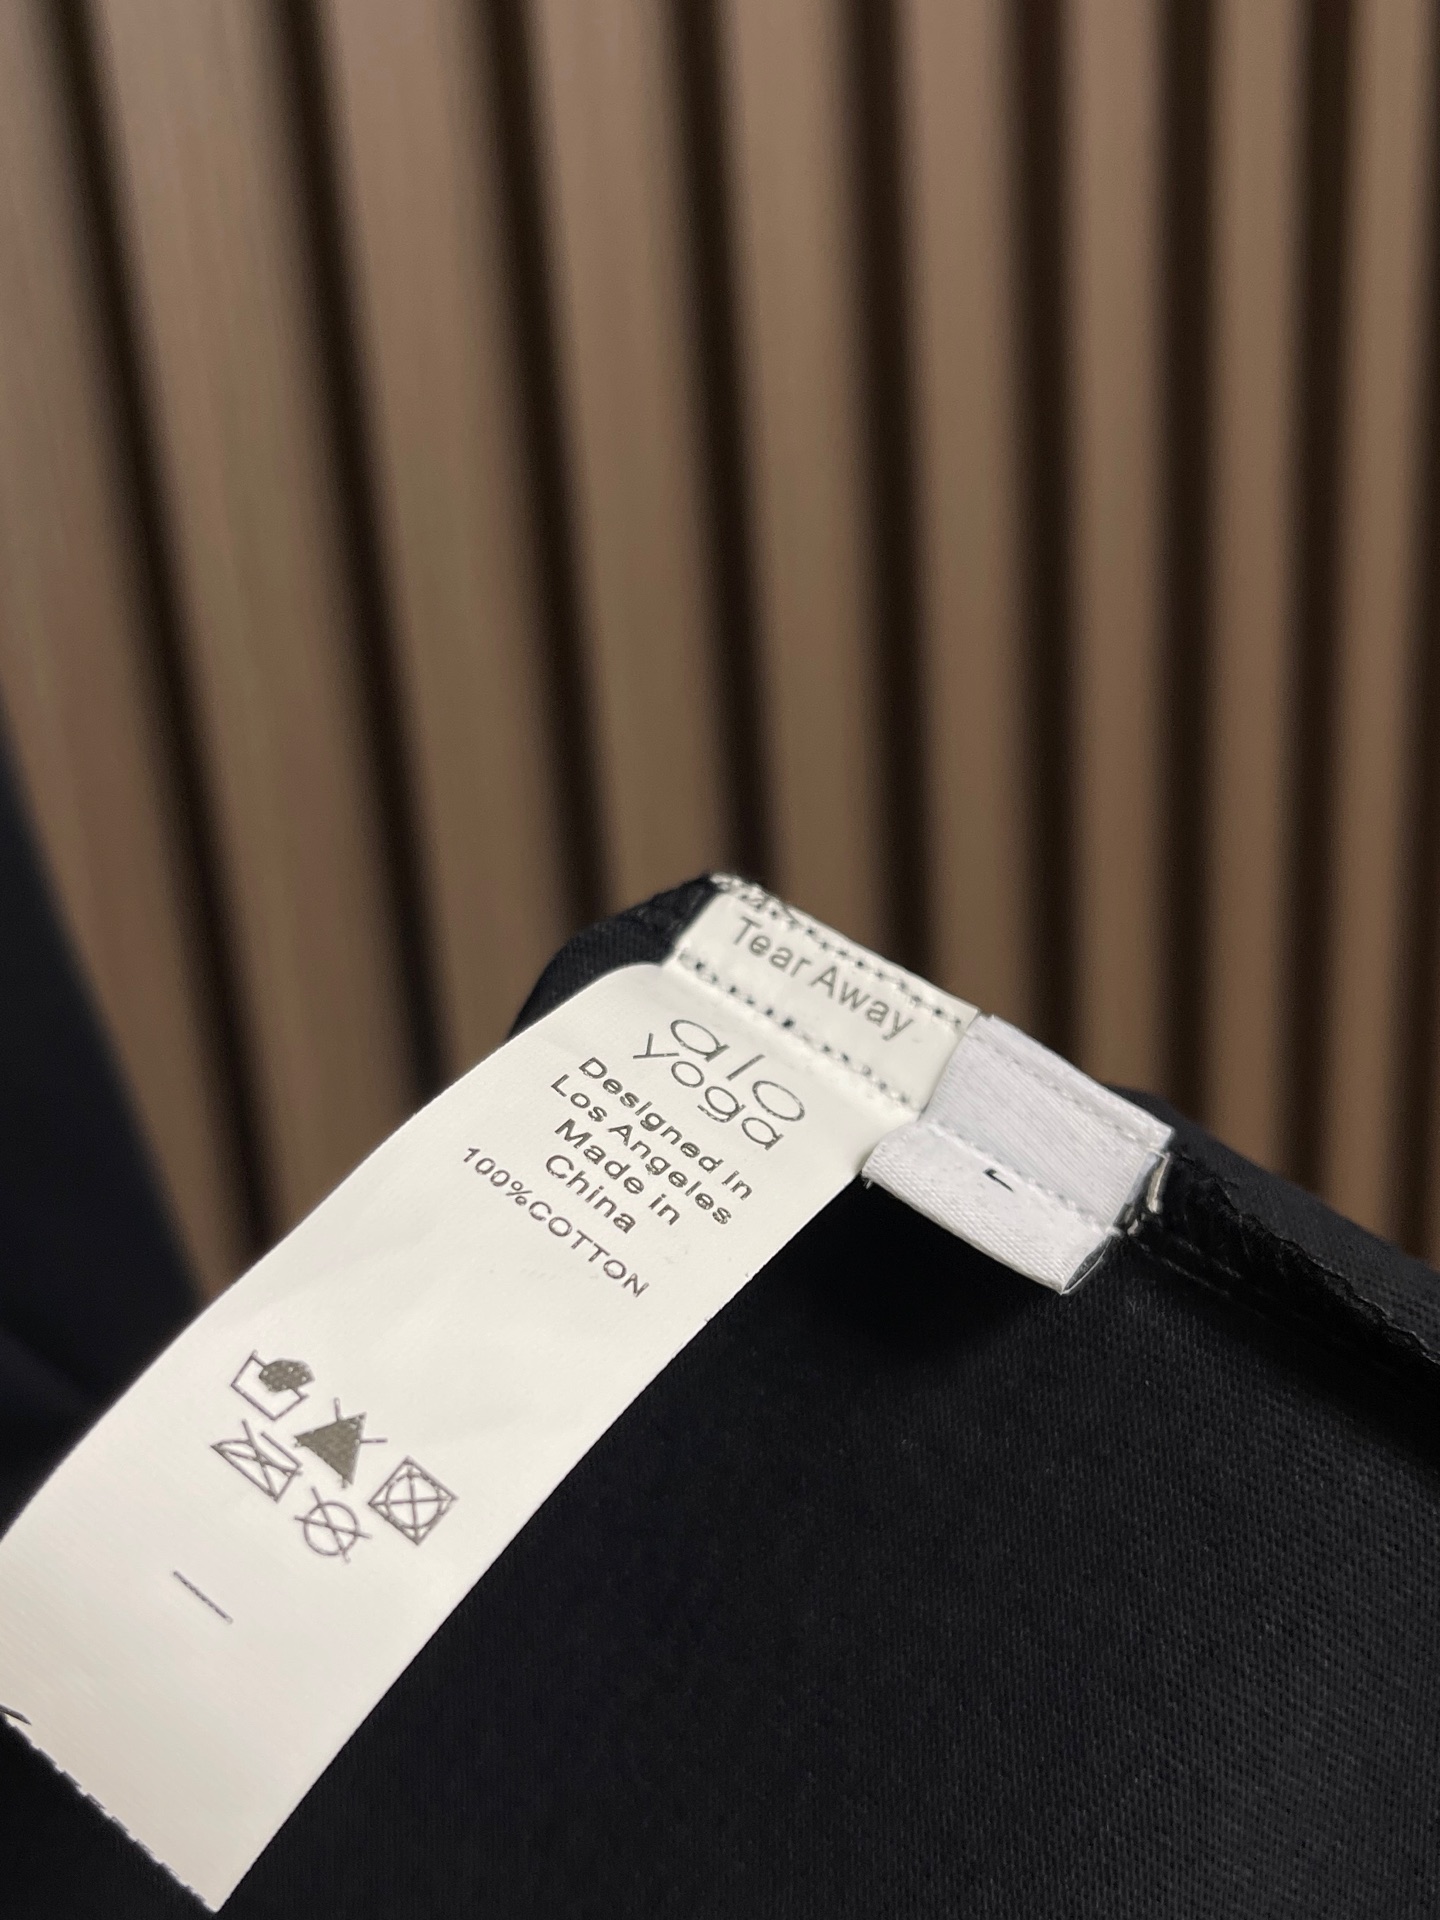 Tear Away
alo
yoga
Designed in
Los Angeles
Made in
China
100%COTTON